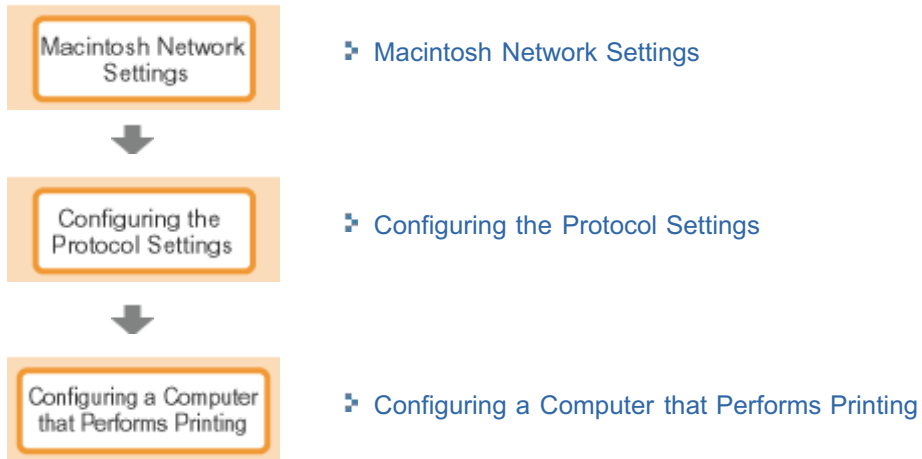 Macintosh Network
Settings
Macintosh Network Settings
Configuring the
Protocol Settings
Configuring the Protocol Settings
Configuring a Computer
that Performs Printing
Configuring a Computer that Performs Printing